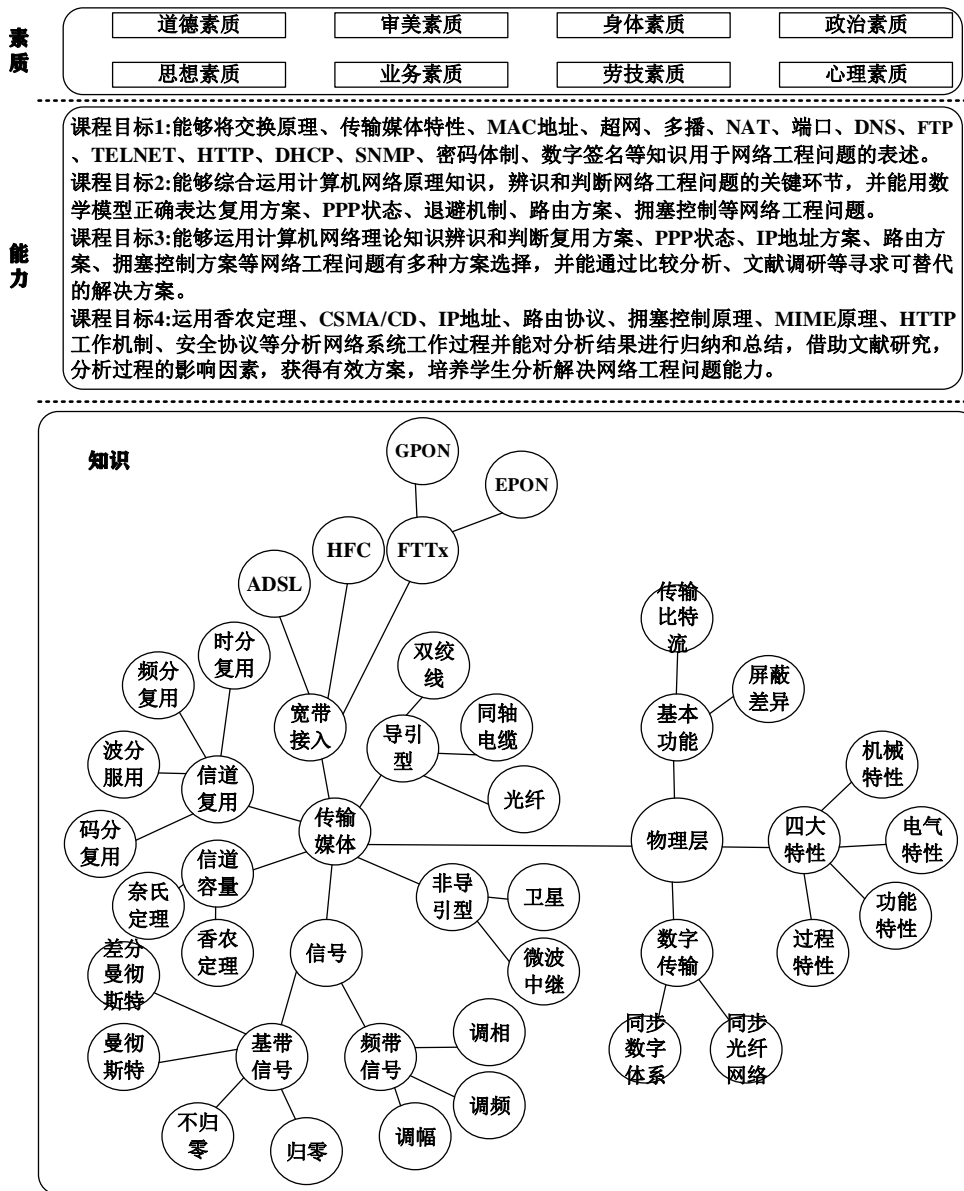 素
质
道德素质
审美素质
身体素质
政治素质
思想素质
业务素质
劳技素质
心理素质
能
力
课程目标1:能够将交换原理、传输媒体特性、MAC地址、超网、多播、NAT、端口、DNS、FTP
、TELNET、HTTP、DHCP、SNMP、密码体制、数字签名等知识用于网络工程问题的表述。
课程目标2:能够综合运用计算机网络原理知识，辨识和判断网络工程问题的关键环节，并能用数
学模型正确表达复用方案、PPP状态、退避机制、路由方案、拥塞控制等网络工程问题。
课程目标3:能够运用计算机网络理论知识辨识和判断复用方案、PPP状态、IP地址方案、路由方
案、拥塞控制方案等网络工程问题有多种方案选择，并能通过比较分析、文献调研等寻求可替代
的解决方案。
课程目标4:运用香农定理、CSMA/CD、IP地址、路由协议、拥塞控制原理、MIME原理、HTTP
工作机制、安全协议等分析网络系统工作过程并能对分析结果进行归纳和总结，借助文献研究，
分析过程的影响因素，获得有效方案，培养学生分析解决网络工程问题能力。
知识
GPON
EPON
HFC
FTTx
ADSL
传输
比特
流
时分
复用
双绞
线
频分
复用
屏蔽
差异
宽带
接入
导引
型
同轴
电缆
基本
功能
机械
特性
波分
服用
信道
复用
光纤
码分
复用
传输
媒体
物理层
四大
特性
电气
特性
信道
容量
奈氏
定理
非导
引型
卫星
功能
特性
香农
定理
信号
微波
中继
数字
传输
过程
特性
差分
曼彻
斯特
曼彻
斯特
基带
信号
频带
信号
调相
同步
数字
体系
同步
光纤
网络
调频
不归
零
归零
调幅